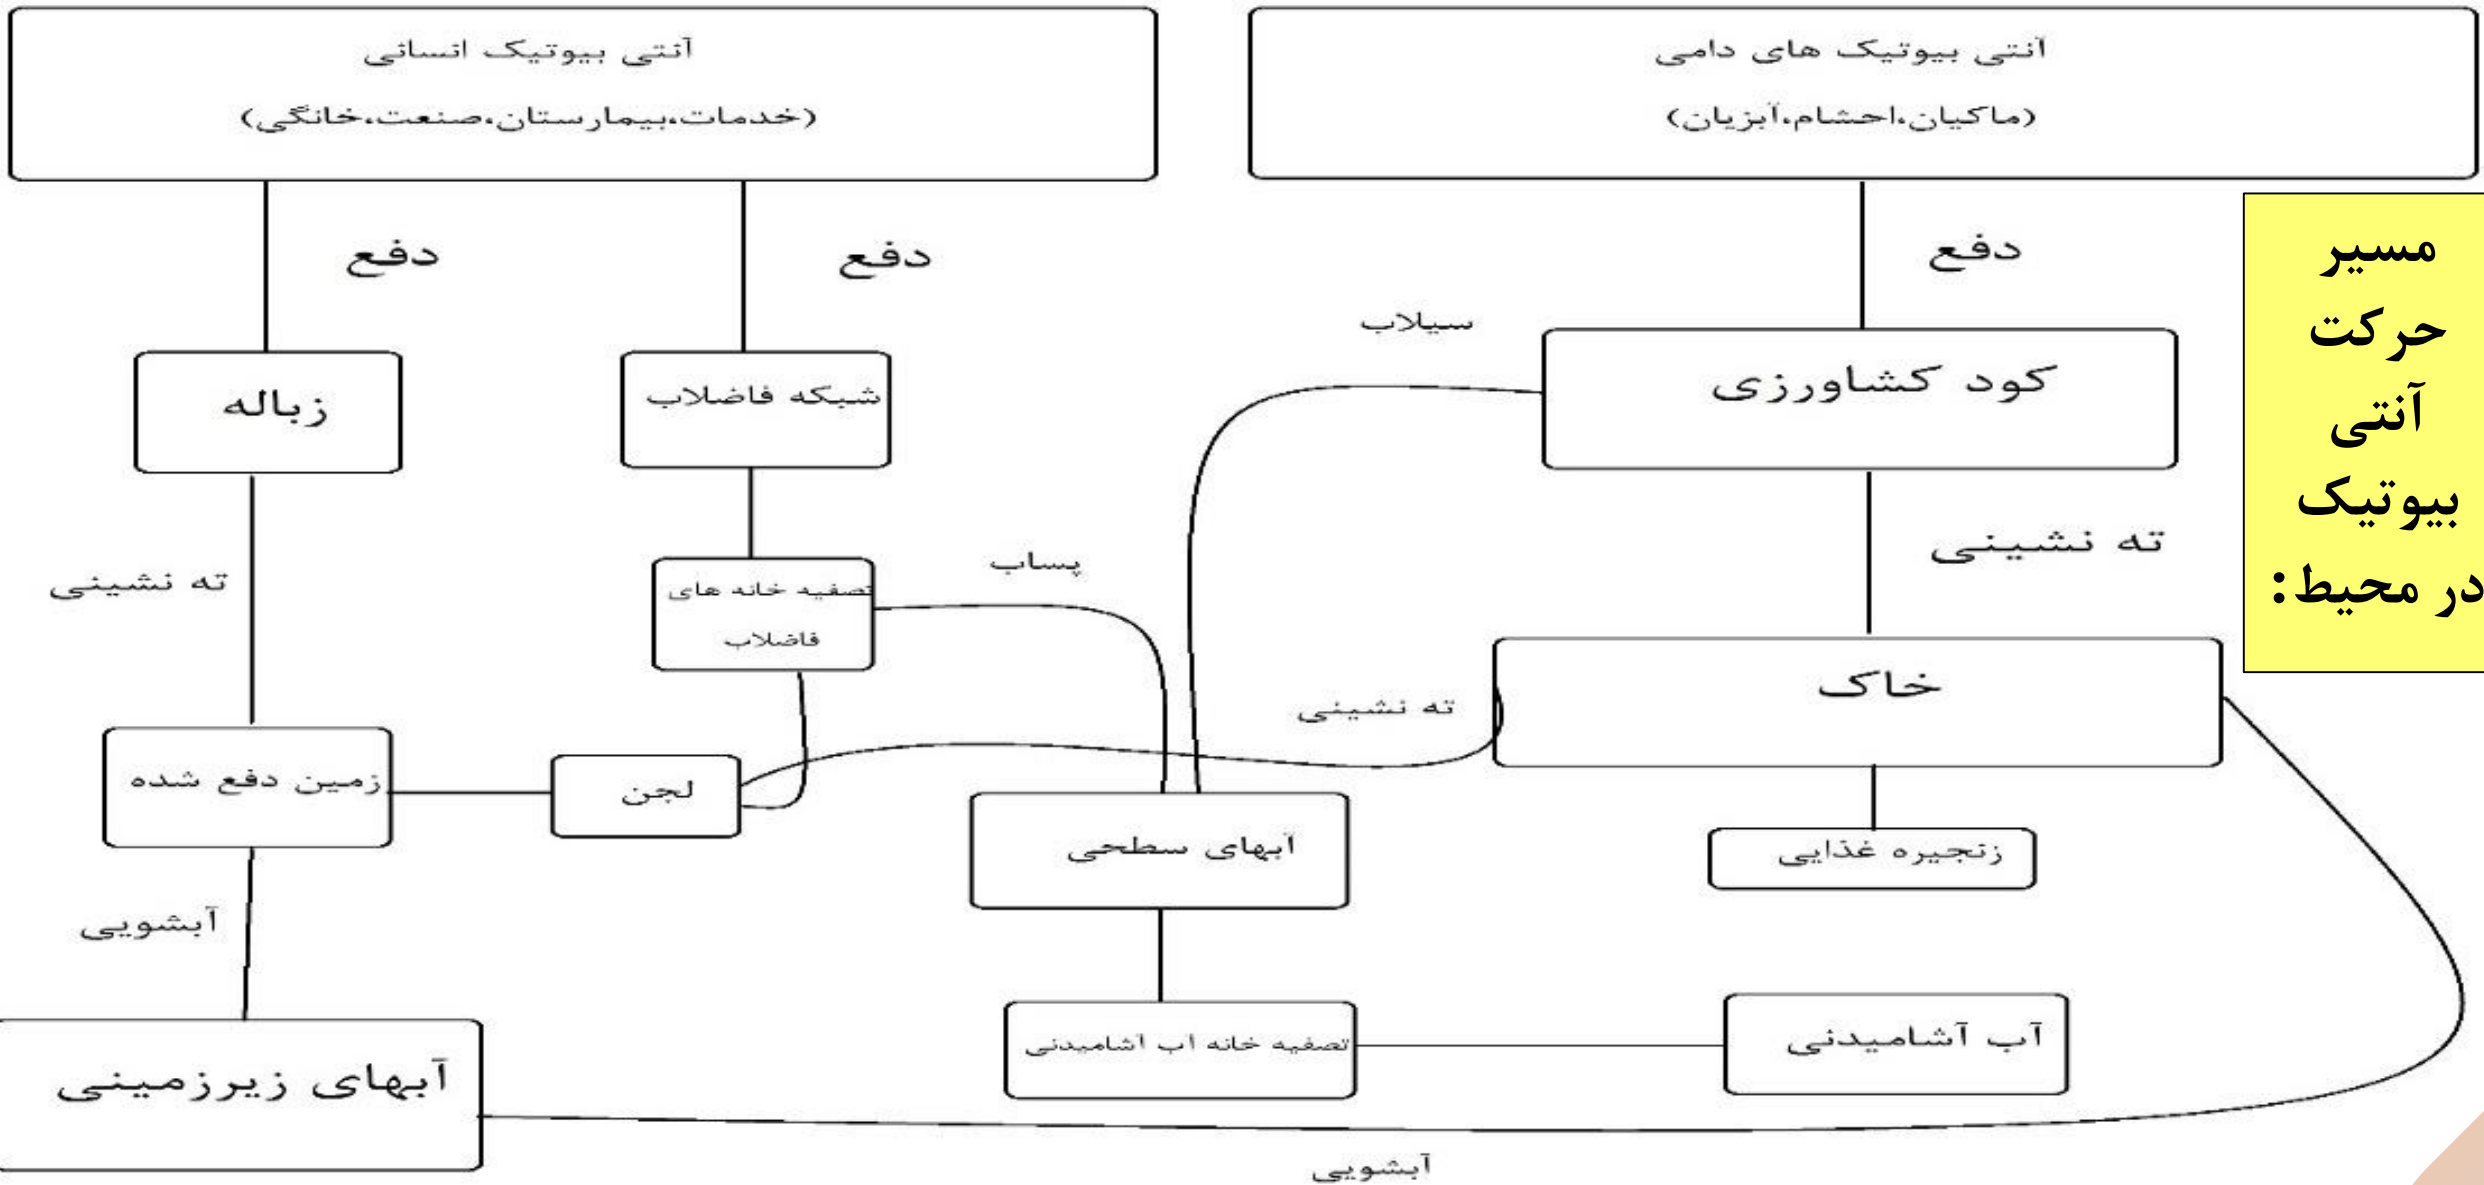 آنتی بیوتیک های دامی
(ماکیان،احشام،آبزیان)
آنتی بیوتیک انسانی
(خدمات،بیمارستان،صنعت،خانگی)
مسیر
حرکت
آنتی
بیوتیک
در محیط:
دفع
دفع
دفع
سیلاب
کود کشاورزی
شبکه فاضلاب
زباله
ته نشینی
پساب
ته نشینی
تصفیه خانه های
فاضلاب
خاک
ته نشینی
زمین دفع شده
لجن
آبهای سطحی
زنجیره غذایی
آبشویی
آب آشامیدنی
تصفیه خانه آب آشامیدنی
آبهای زیرزمینی
آبشویی